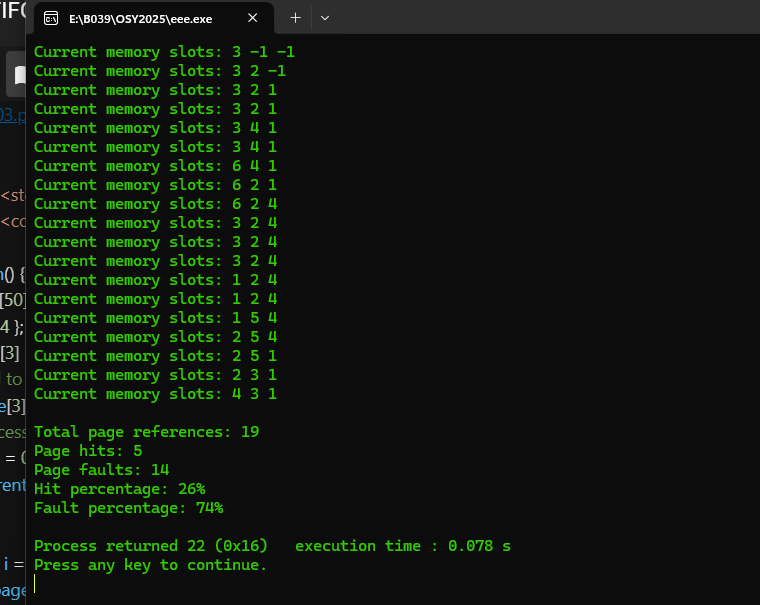 TIFO
E:\B039\OSY2025\eee.exe
Current memory slots: 3 -1 -1
Current memory slots: 3 2 -1
Current memory slots: 3 2 1
Current memory slots: 3 2 1
Current memory slots: 3 4 1
Current memory slots: 3 4 1
Current memory slots: 6 4 1
Current memory slots: 6 2 1
Current memory slots: 6 2 4
Current memory slots: 3 2 4
Current memory slots: 3 2 4
Current memory slots: 3 2 4
Current memory slots: 1 2 4
Current memory slots: 1 2 4
Current memory slots: 1 5 4
Current memory slots: 2 5 4
Current memory slots: 2 5 1
Current memory slots: 2 3 1
Current memory slots: 4 3 1
Total page references: 19
Page hits: 5
Page faults: 14
Hit percentage: 26%
Fault percentage: 74%
Process returned 22 (0x16)   execution time : 0.078 s
Press any key to continue.
03.p
<st
<co
() {
[50]
4 };
[3]
to
e[3]
cess
= 0
rent
i =
page